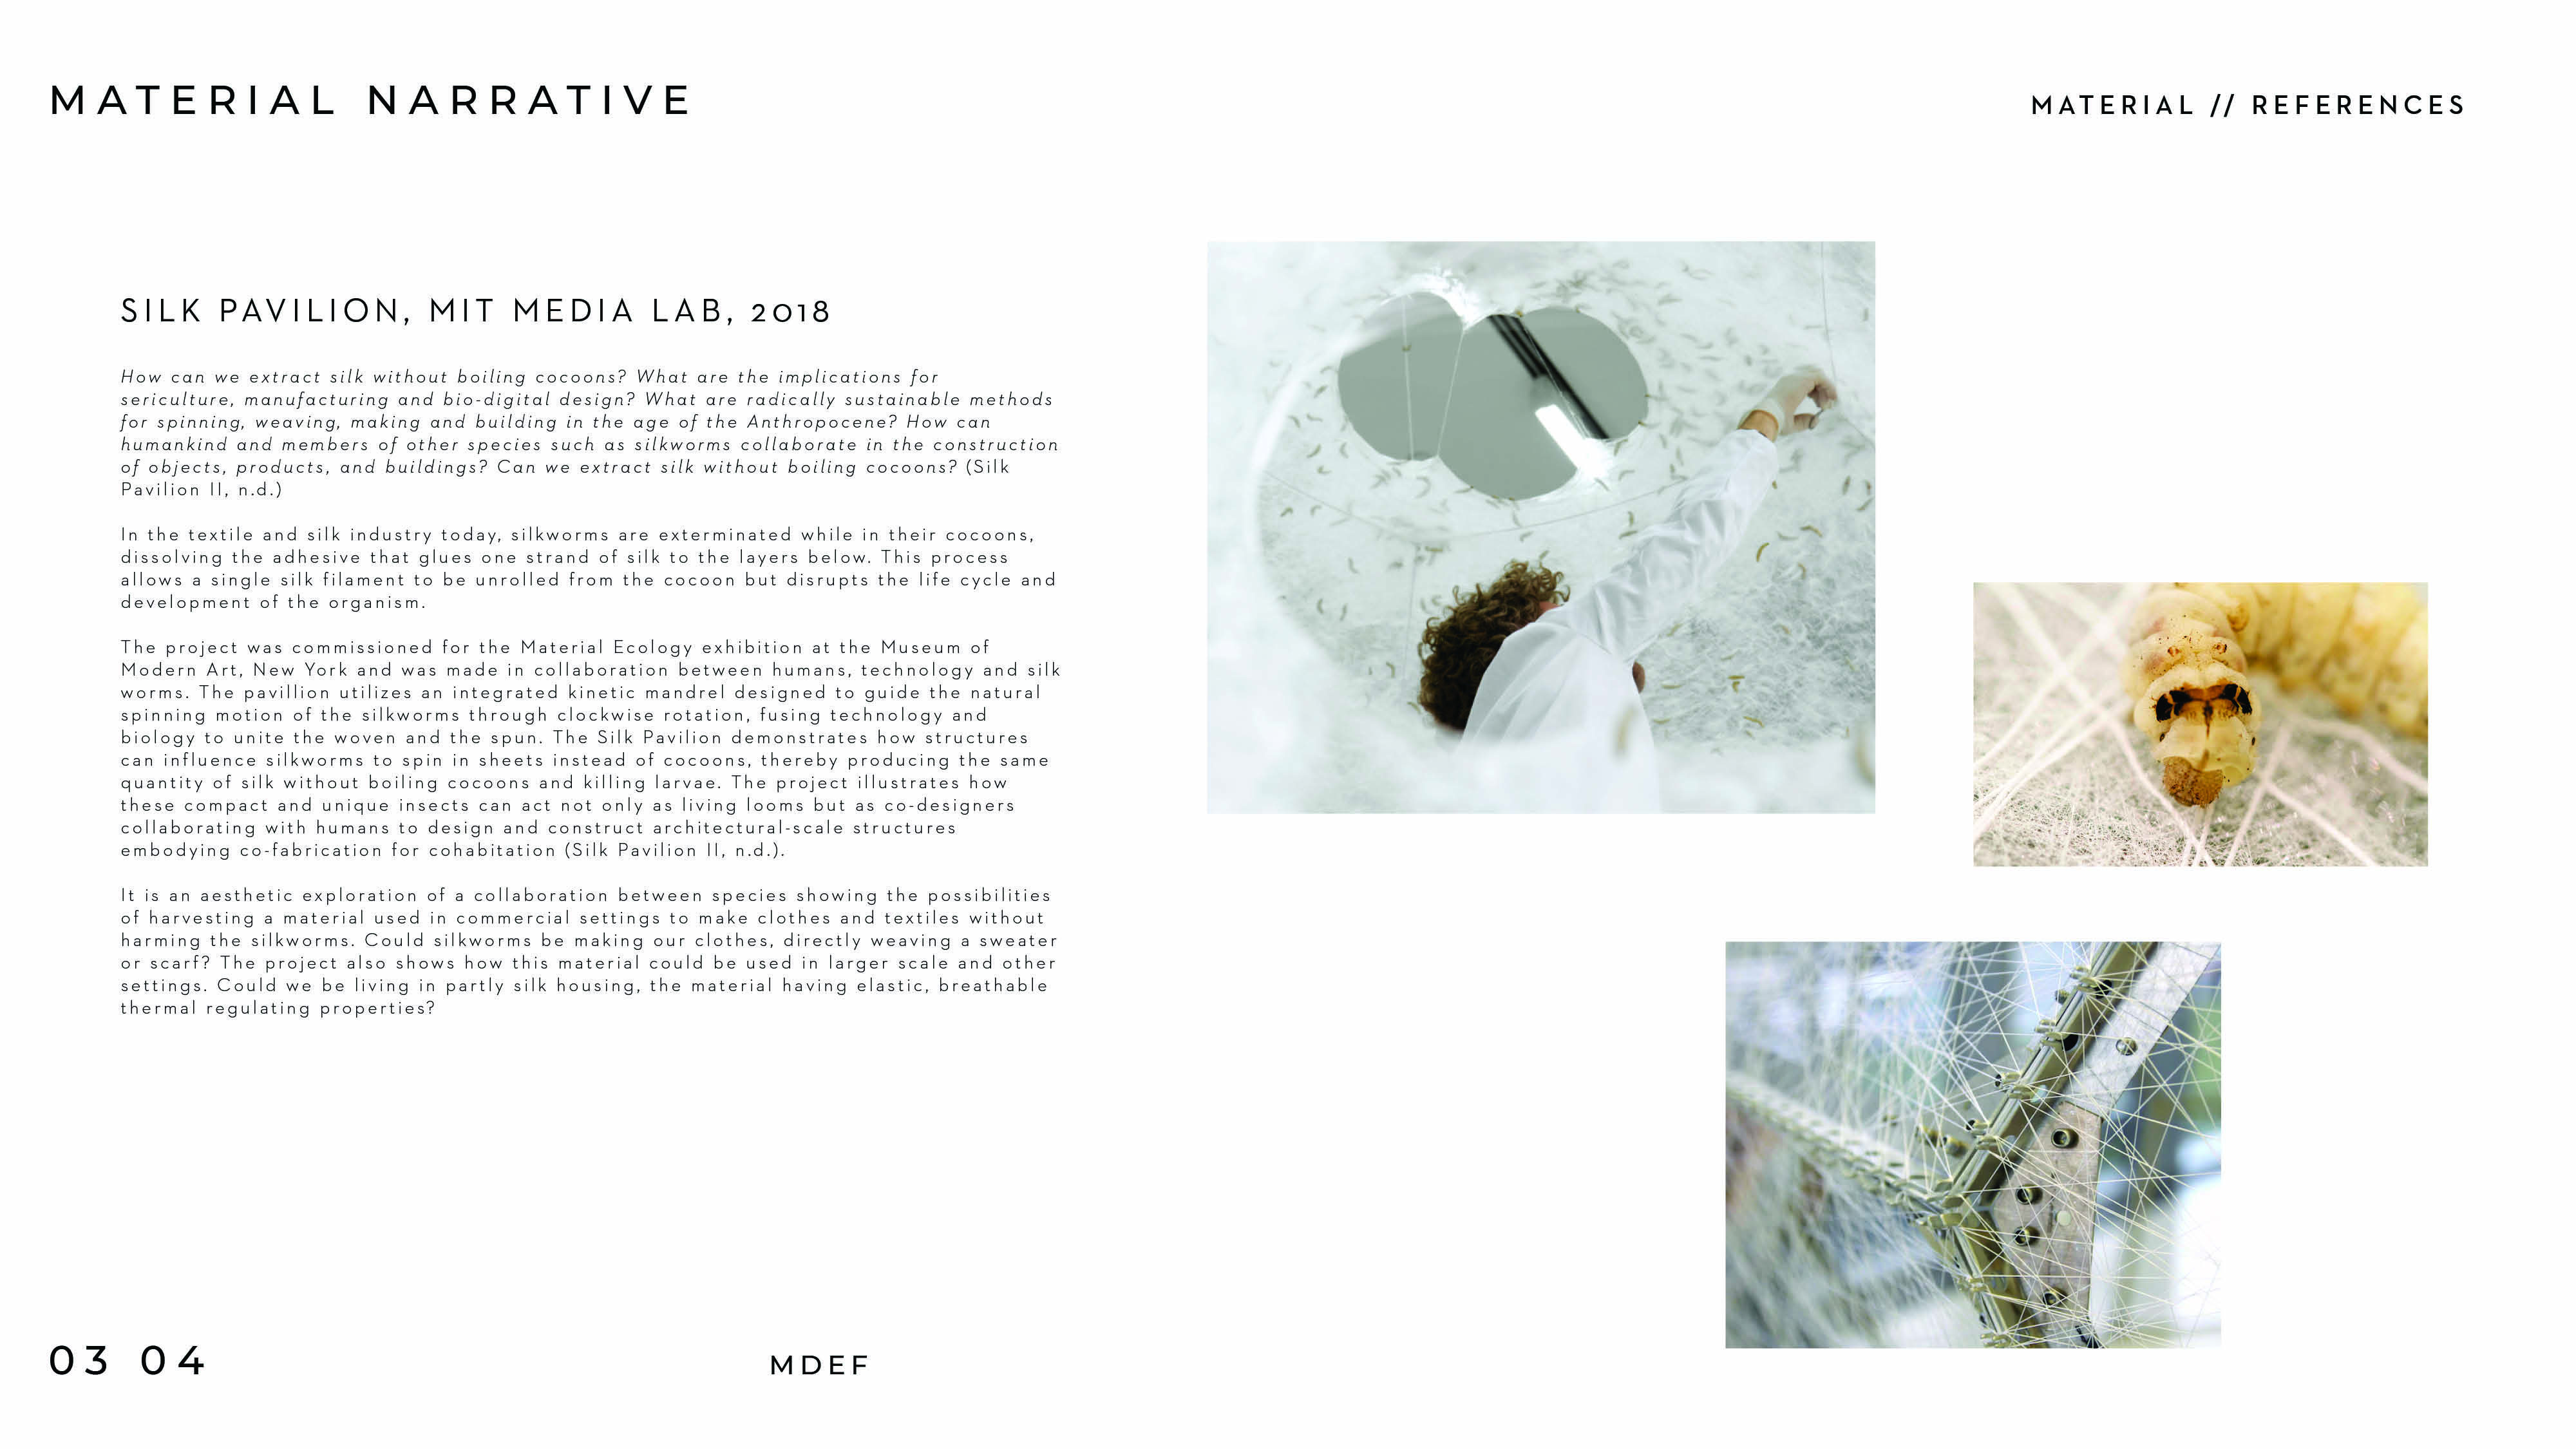 MATERIAL NARRATIVE
MATERIAL // REFERENCES
SILK PAVILION, MIT MEDIA LAB, 2018
How can we extract silk without boiling cocoons? What are the implications for
sericulture, manufacturing and bio-digital design? What are radically sustainable methods
for spinning, weaving, making and building in the age of the Anthropocene? How can
humankind and members of other species such as silkworms collaborate in the construction
of objects, products, and buildings? Can we extract silk without boiling cocoons? (Silk
Pavilion II, n.d.)
In the textile and silk industry today, silkworms are exterminated while in their cocoons,
dissolving the adhesive that glues one strand of silk to the layers below. This process
allows a single silk filament to be unrolled from the cocoon but disrupts the life cycle and
development of the organism.
The project was commissioned for the Material Ecology exhibition at the Museum of
Modern Art, New York and was made in collaboration between humans, technology and silk
worms. The pavillion utilizes an integrated kinetic mandrel designed to guide the natural
spinning motion of the silkworms through clockwise rotation, fusing technology and
biology to unite the woven and the spun. The Silk Pavilion demonstrates how structures
can influence silkworms to spin in sheets instead of cocoons, thereby producing the same
quantity of silk without boiling cocoons and killing larvae. The project illustrates how
these compact and unique insects can act not only as living looms but as co-designers
collaborating with humans to design and construct architectural-scale structures
embodying co-fabrication for cohabitation (Silk Pavilion II, n.d.).
It is an aesthetic exploration of a collaboration between species showing the possibilities
of harvesting a material used in commercial settings to make clothes and textiles without
harming the silkworms. Could silkworms be making our clothes, directly weaving a sweater
or scarf? The project also shows how this material could be used in larger scale and other
settings. Could we be living in partly silk housing, the material having elastic, breathable
thermal regulating properties?
03 04
MDEF